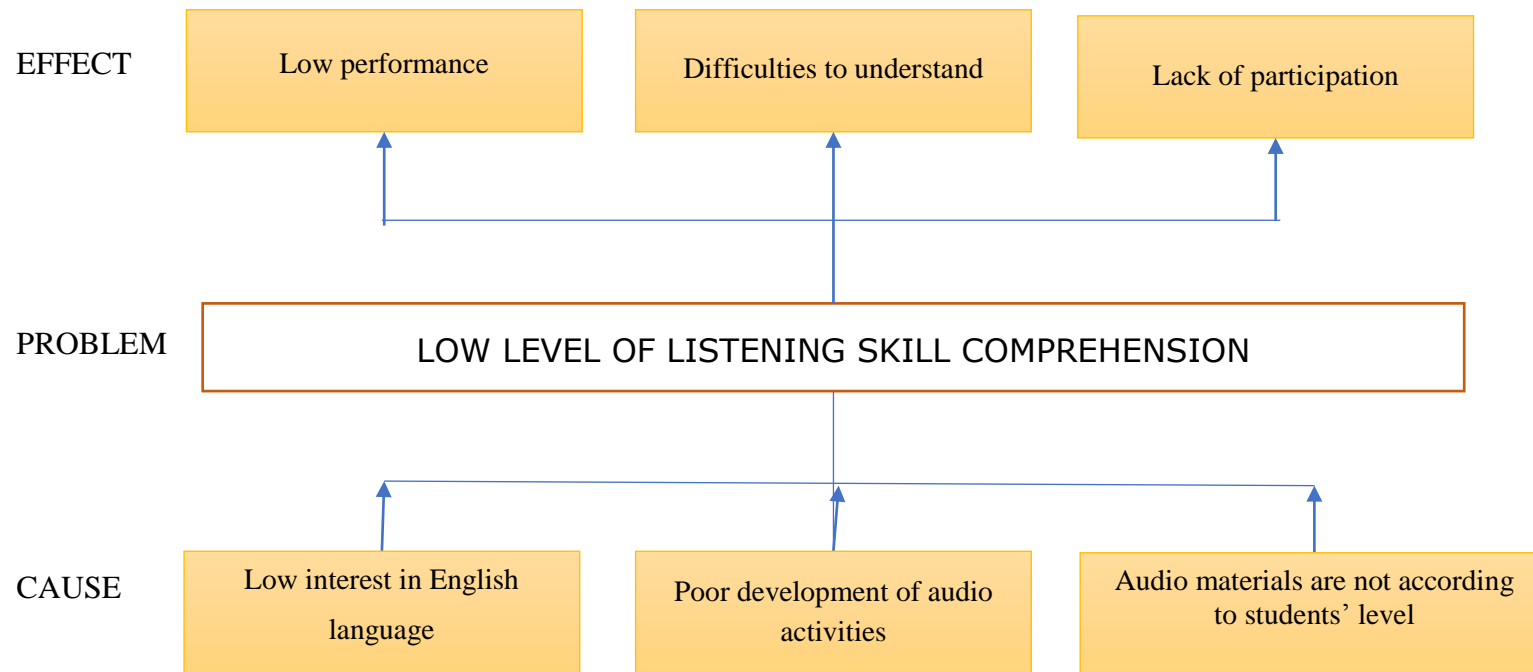 EFFECT
Low performance
Difficulties to understand
Lack of participation
PROBLEM
LOW LEVEL OF LISTENING SKILL COMPREHENSION
CAUSE
Low interest in English
language
Poor development of audio
activities
Audio materials are not according
to students’ level